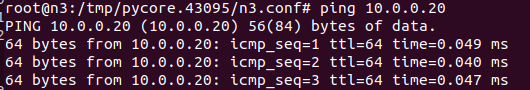 root@n3:/tmp/pycore.43095/n3.conf# ping 10.0.0.20
PING 10.0.0.20 (10.0.0.20) 56(84) bytes of data.
64 bytes from 10.0.0.20: icmp_seq=1 ttl=64 time=0.049 ms
64 bytes from 10.0.0.20: icmp_seq=2 ttl=64 time=0.040 ms
64 bytes from 10.0.0.20: icmp_seq=3 ttl=64 time=0.047 ms